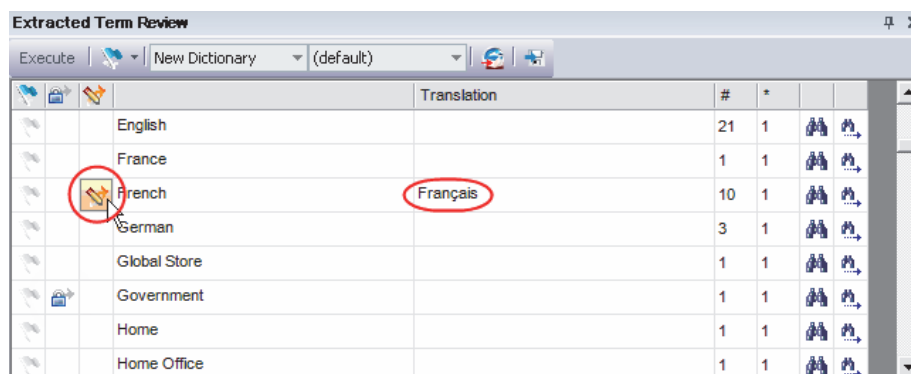 Extracted Term Review
Execute New Dictionary (default)
Translation # *
English 21 1
France 1 1
French Français 10 1
German 3 1
Global Store 1 1
Government 1 1
Home 1 1
Home Office 1 1